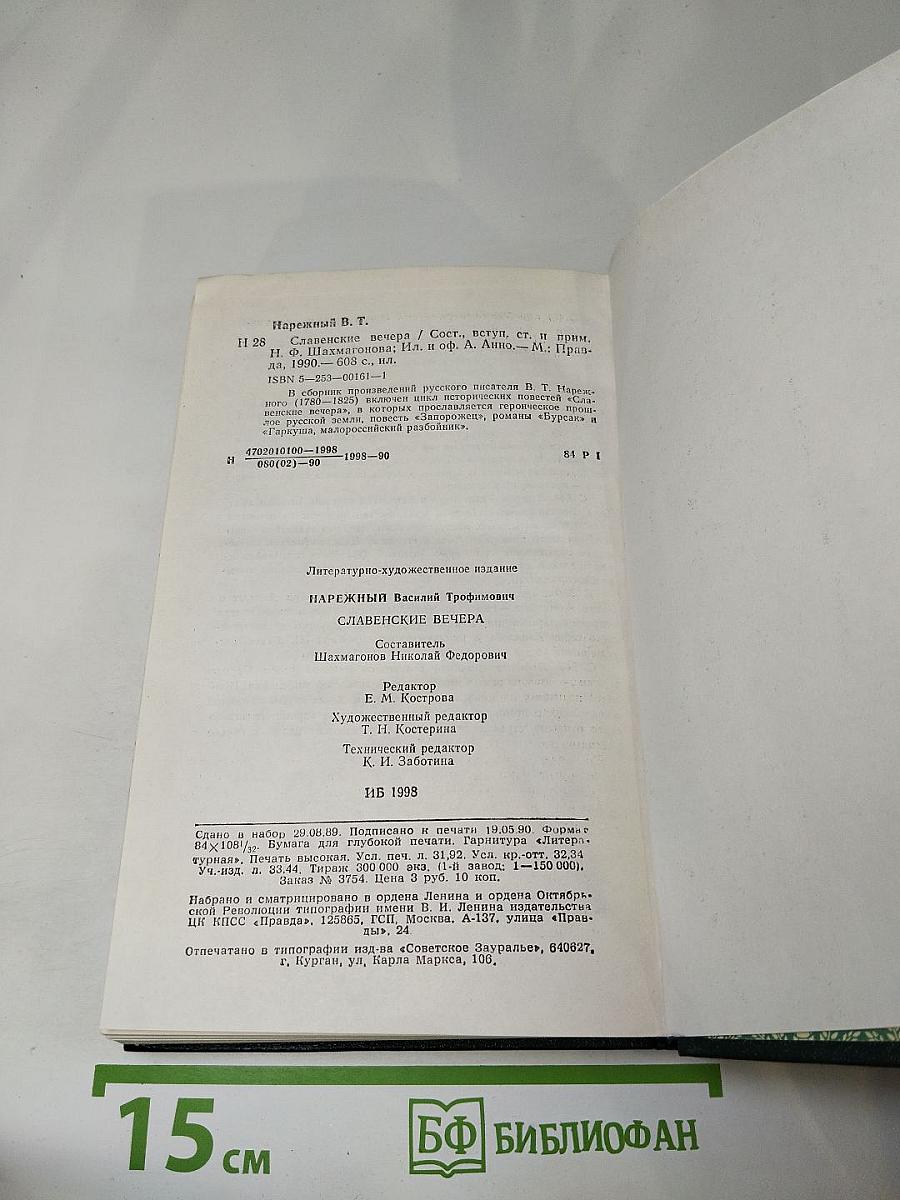 Нарежный В. Т.
Н 28 Славенские вечера / Сост., вступ. ст. и прим.
Н. Ф. Шахмагонова; Ил. и оф. А. Анно.— М.: Прав-
да, 1990.— 608 с., ил.
ISBN 5—253—00161—1
В сборник произведений русского писателя В. Т. Нареж-
ного (1780—1825) включен цикл исторических повестей «Сла-
венские вечера», в которых прославляется героическое прош-
лое русской земли, повесть «Запорожец», романы «Бурсак» и
«Гаркуша, малороссийский разбойник».
Н 4702010100—1998 / 080(02)—90 1998—90 84 Р 1
Литературно-художественное издание
НАРЕЖНЫЙ Василий Трофимович
СЛАВЕНСКИЕ ВЕЧЕРА
Составитель
Шахмагонов Николай Федорович
Редактор
Е. М. Кострова
Художественный редактор
Т. Н. Костерина
Технический редактор
К. И. Заботина
ИБ 1998
Сдано в набор 29.08.89. Подписано к печати 19.05.90. Формат
84×108¹/₃₂. Бумага для глубокой печати. Гарнитура «Литера-
турная». Печать высокая. Усл. печ. л. 31,92. Усл. кр.-отт. 32,34
Уч.-изд. л. 33,44. Тираж 300 000 экз. (1-й завод: 1—150 000).
Заказ № 3754. Цена 3 руб. 10 коп.
Набрано и сматрицировано в ордена Ленина и ордена Октябрь-
ской Революции типографии имени В. И. Ленина издательства
ЦК КПСС «Правда», 125865, ГСП, Москва, А-137, улица «Прав-
ды», 24.
Отпечатано в типографии изд-ва «Советское Зауралье», 640627,
г. Курган, ул. Карла Маркса, 106.
15 см
БФ БИБЛИОФАН